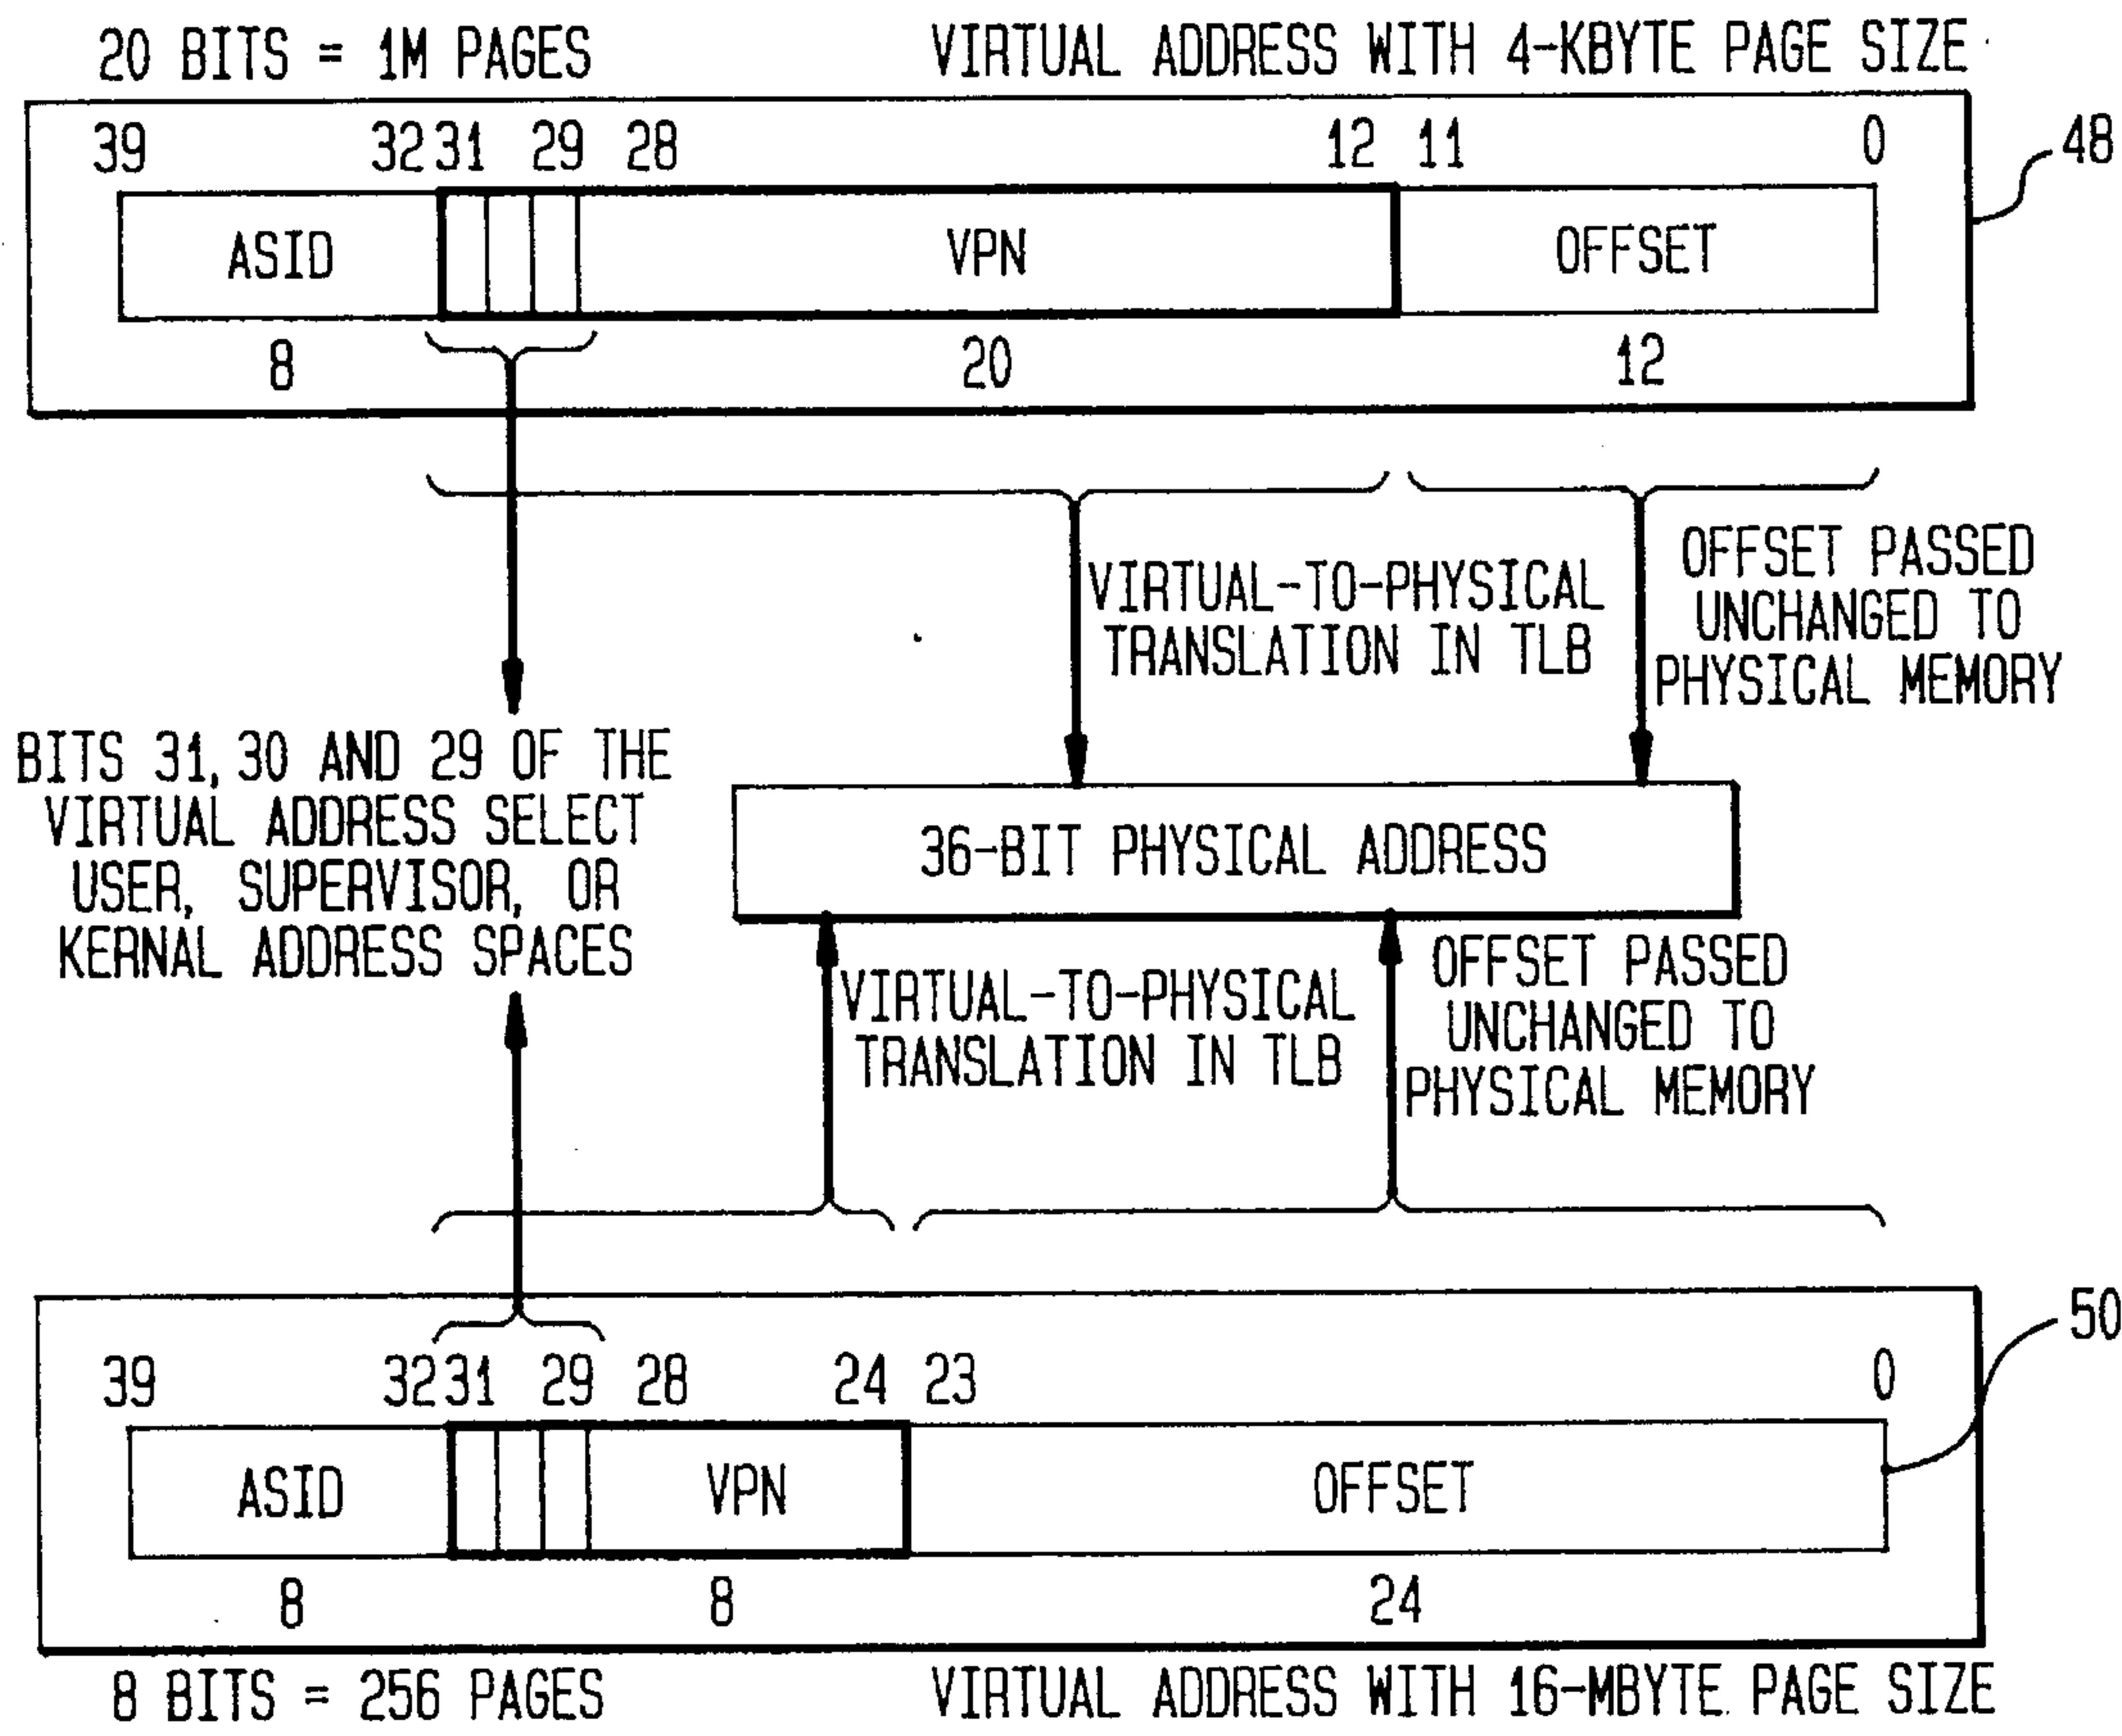 20 BITS = 1M PAGES
VIRTUAL ADDRESS WITH 4-KBYTE PAGE SIZE
39 32 31 29 28 12 11 0
48
ASID VPN OFFSET
8 20 12
VIRTUAL-TO-PHYSICAL
TRANSLATION IN TLB
OFFSET PASSED
UNCHANGED TO
PHYSICAL MEMORY
BITS 31, 30 AND 29 OF THE
VIRTUAL ADDRESS SELECT
USER, SUPERVISOR, OR
KERNAL ADDRESS SPACES
36-BIT PHYSICAL ADDRESS
VIRTUAL-TO-PHYSICAL
TRANSLATION IN TLB
OFFSET PASSED
UNCHANGED TO
PHYSICAL MEMORY
50
39 32 31 29 28 24 23 0
ASID VPN OFFSET
8 8 24
8 BITS = 256 PAGES
VIRTUAL ADDRESS WITH 16-MBYTE PAGE SIZE